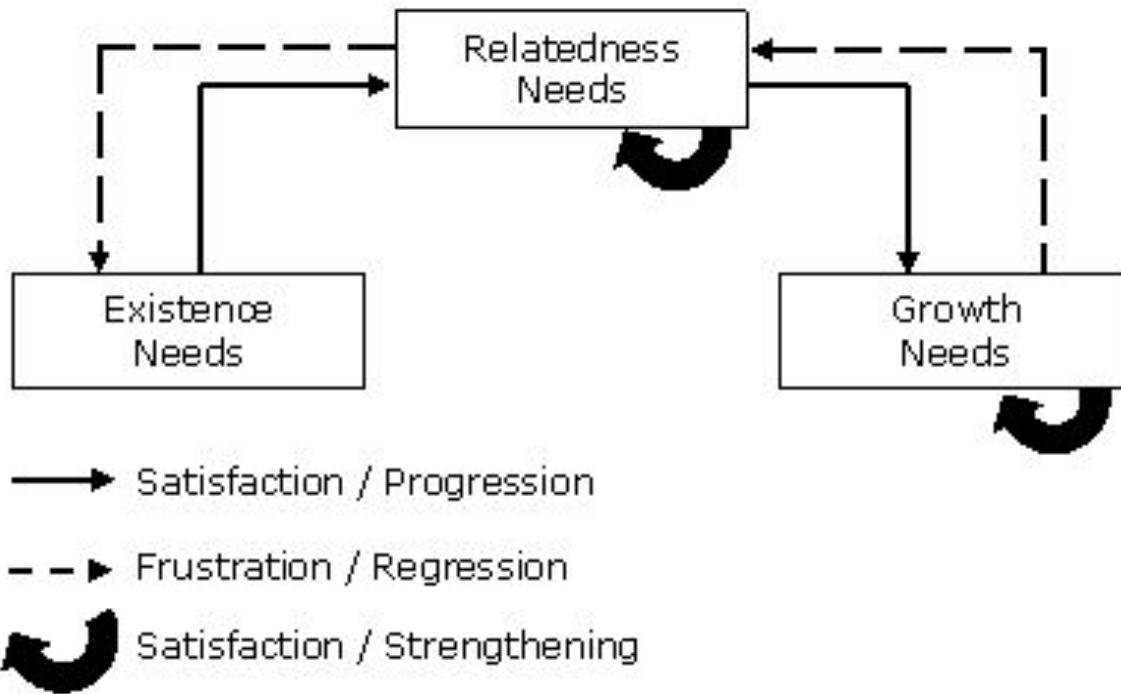 Relatedness
Needs
Existence
Needs
Growth
Needs
Satisfaction / Progression
Frustration / Regression
Satisfaction / Strengthening